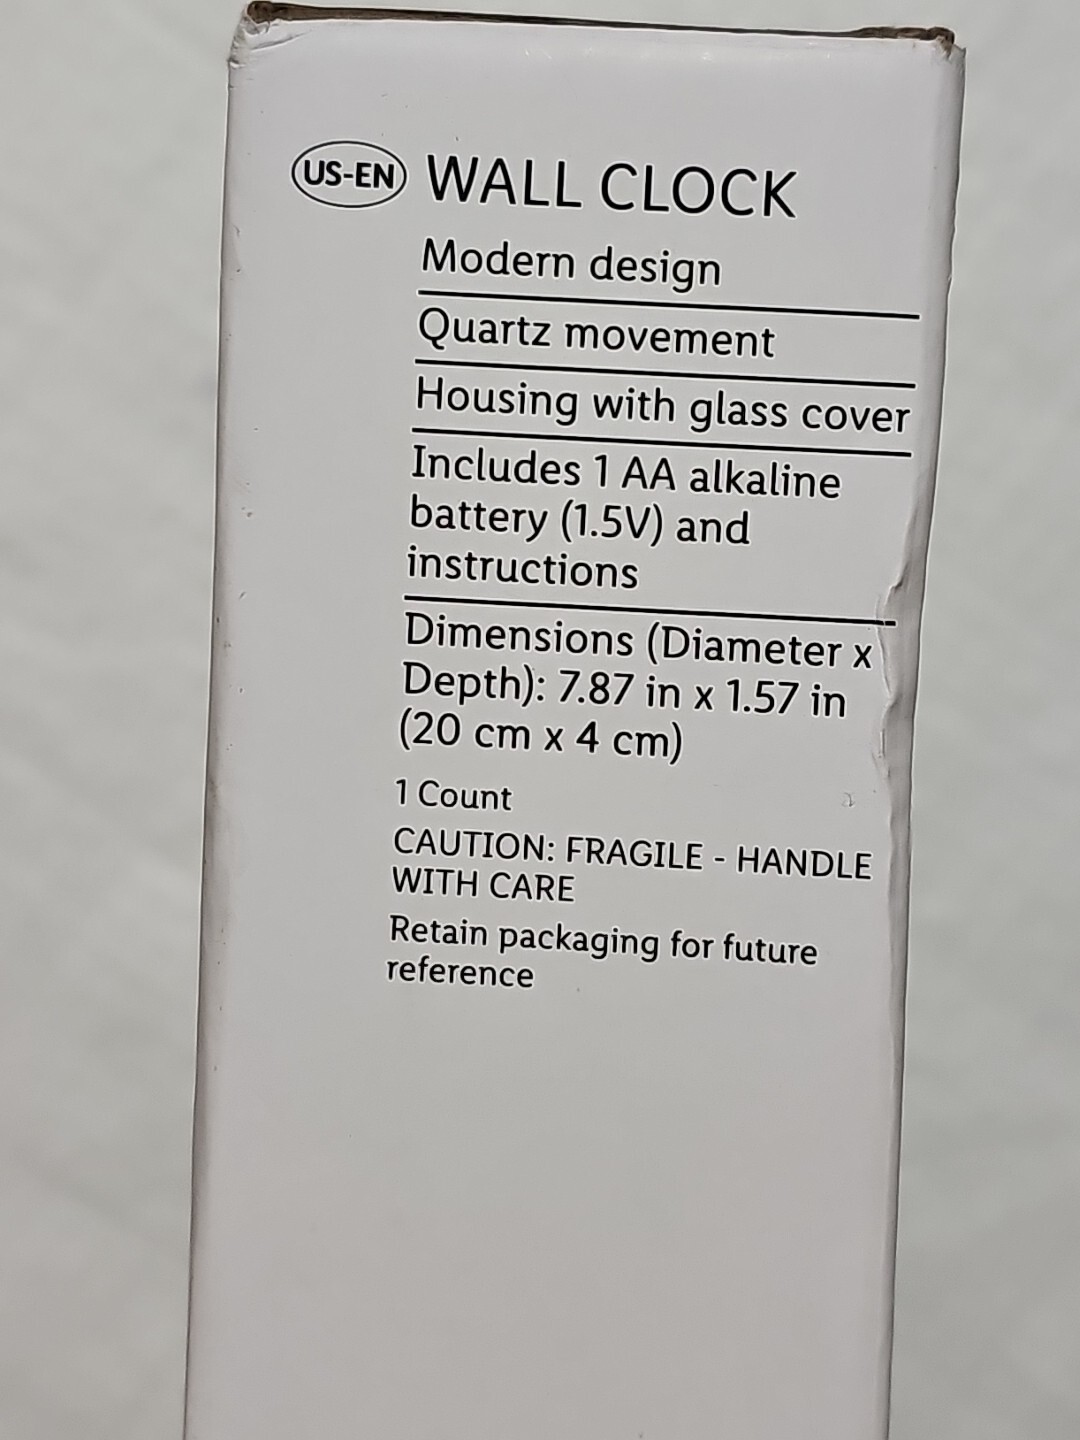 US-EN WALL CLOCK
Modern design
Quartz movement
Housing with glass cover
Includes 1 AA alkaline
battery (1.5V) and
instructions
Dimensions (Diameter x
Depth): 7.87 in x 1.57 in
(20 cm x 4 cm)
1 Count
CAUTION: FRAGILE - HANDLE
WITH CARE
Retain packaging for future
reference